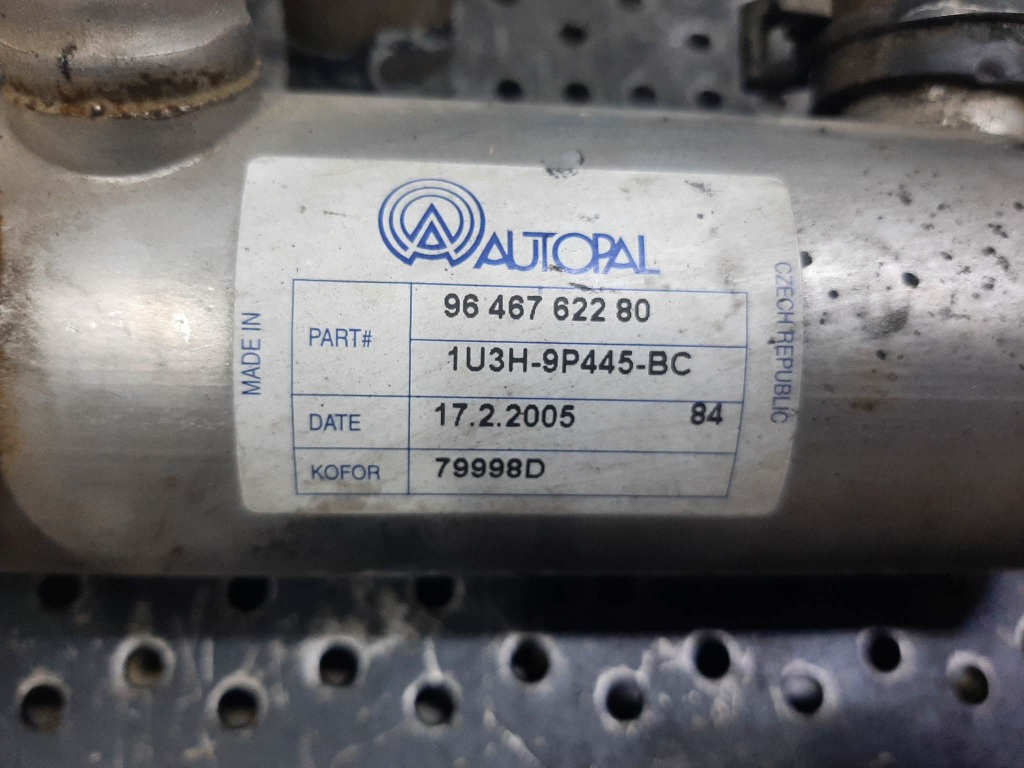 AUTOPAL
MADE IN
PART# 96 467 622 80
1U3H-9P445-BC
DATE 17.2.2005 84
KOFOR 79998D
CZECH REPUBLIC